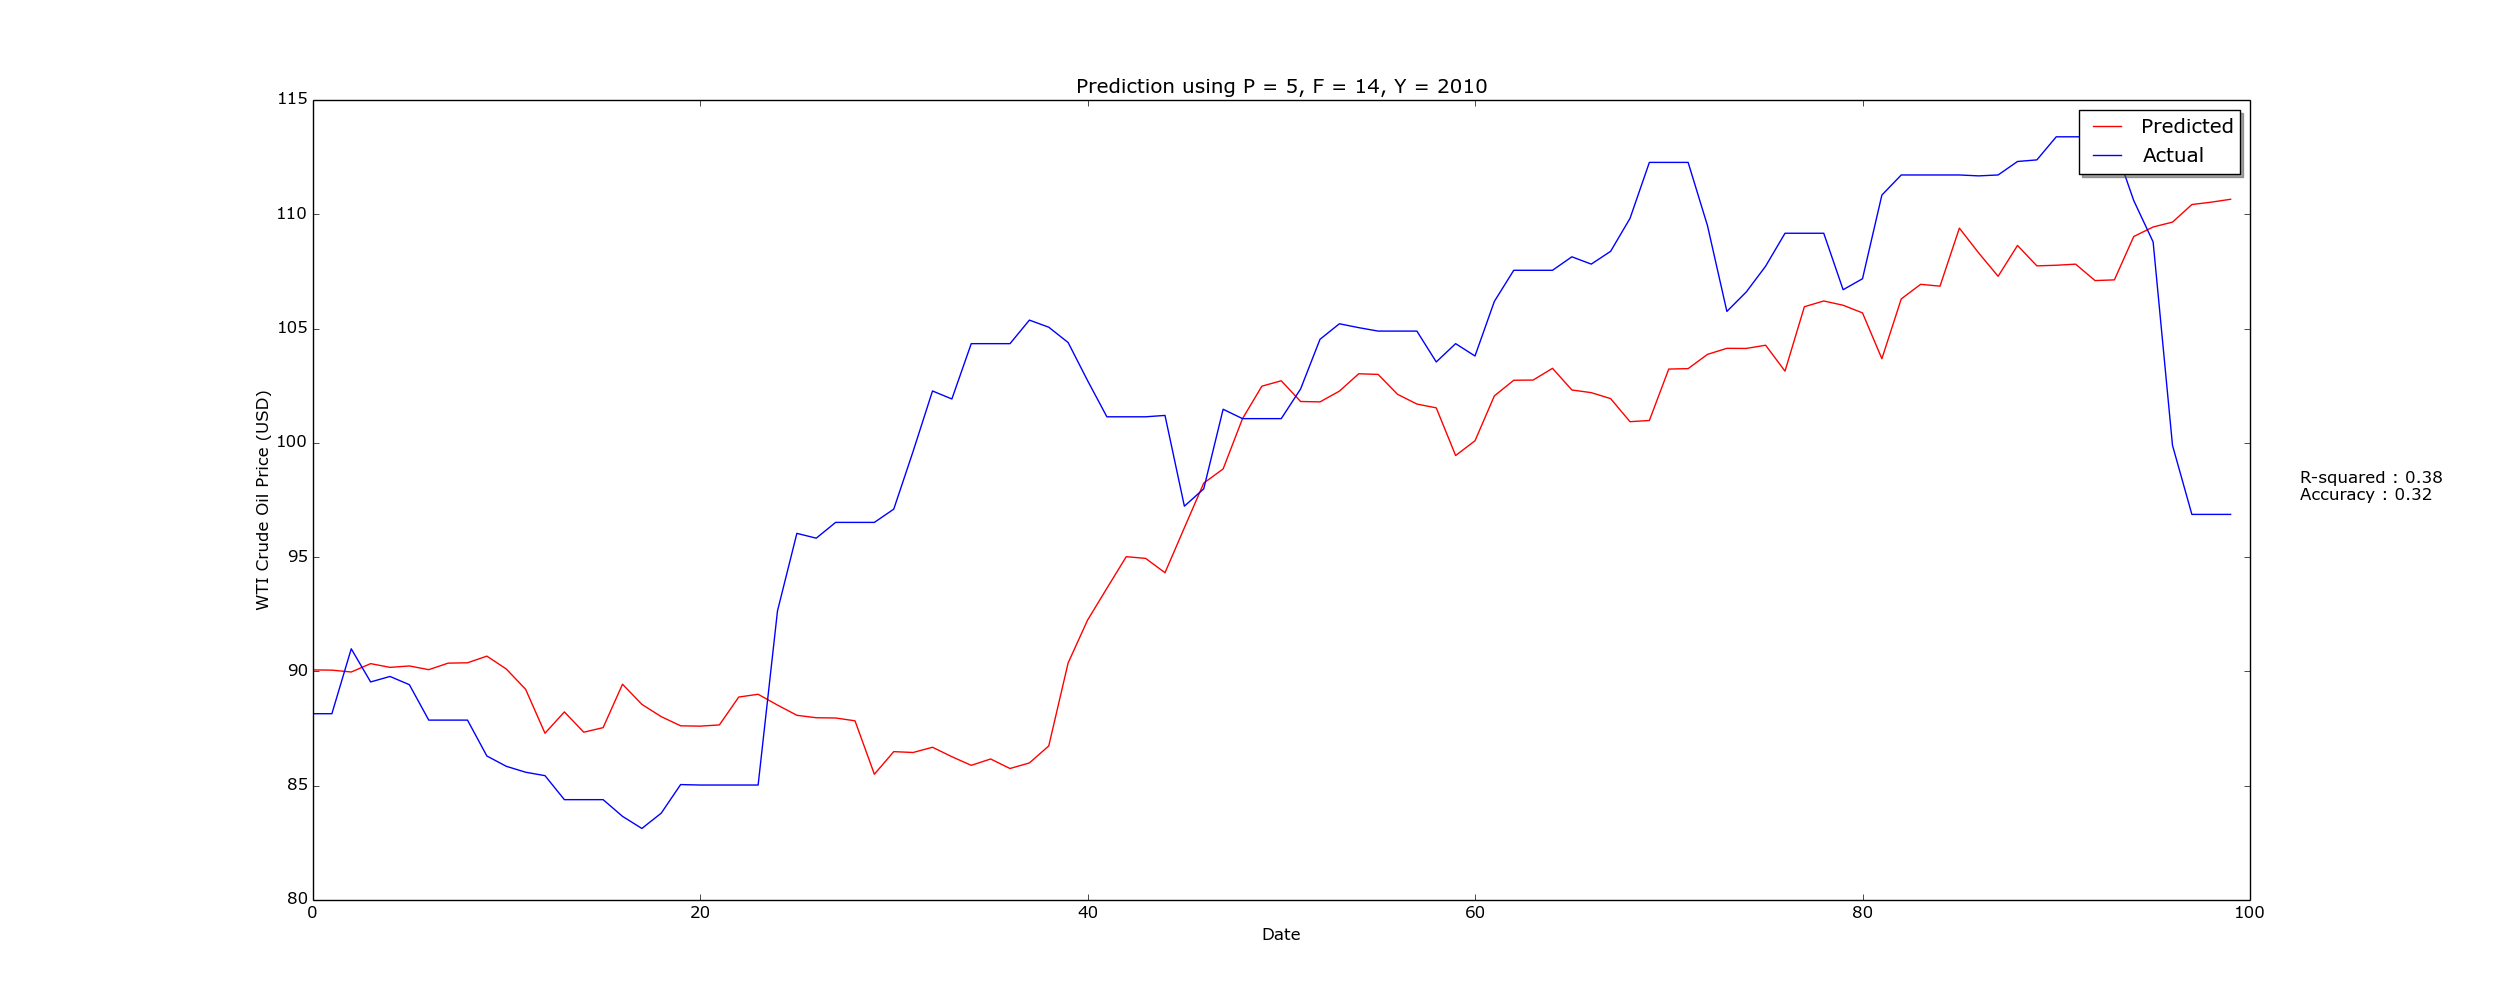 Prediction using P = 5, F = 14, Y = 2010
115
110
105
100
95
90
85
80
WTI Crude Oil Price (USD)
Predicted
Actual
R-squared : 0.38
Accuracy : 0.32
0 20 40 60 80 100
Date